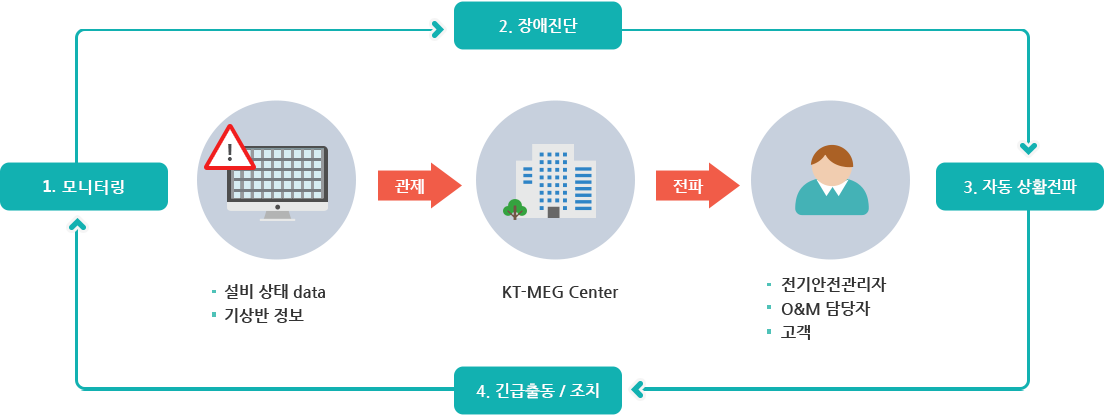 2. 장애진단
1. 모니터링
!
관제
전파
3. 자동 상황전파
설비 상태 data
기상반 정보
KT-MEG Center
전기안전관리자
O&M 담당자
고객
4. 긴급출동 / 조치